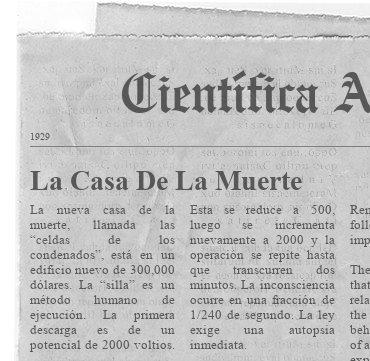 Científica A
1929
La Casa De La Muerte
La nueva casa de la
muerte, llamada las
“celdas de los
condenados”, está en un
edificio nuevo de 300,000
dólares. La “silla” es un
método humano de
ejecución. La primera
descarga es de un
potencial de 2000 voltios.
Esta se reduce a 500,
luego se incrementa
nuevamente a 2000 y la
operación se repite hasta
que transcurren dos
minutos. La inconsciencia
ocurre en una fracción de
1/240 de segundo. La ley
exige una autopsia
inmediata.
Ren
follo
imp
The
that
rela
the
beh
of a